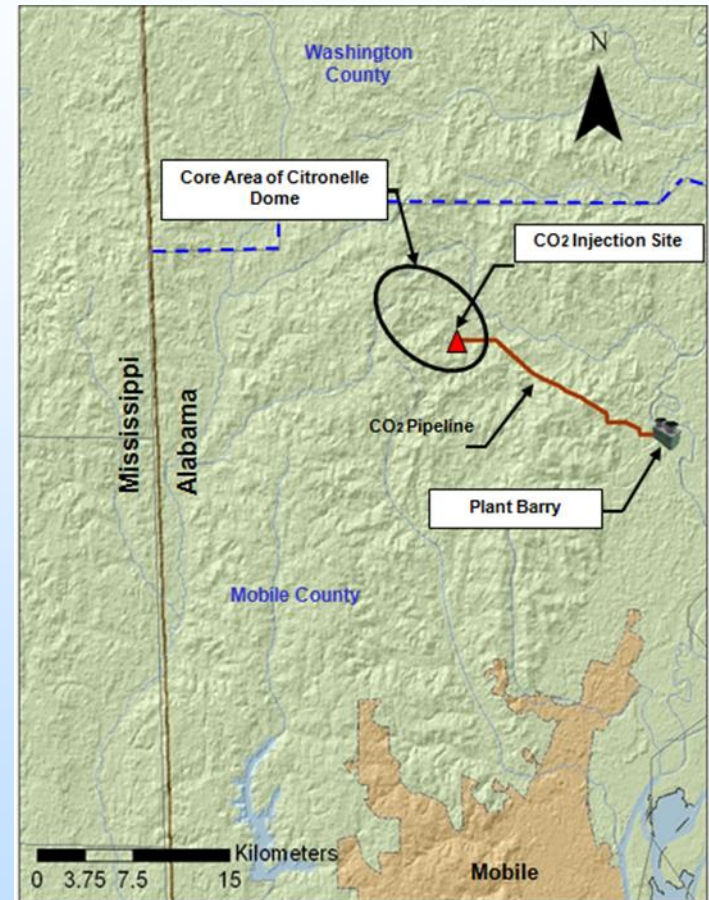 Washington
County
N
Core Area of Citronelle
Dome
CO2 Injection Site
Mississippi
Alabama
CO2 Pipeline
Plant Barry
Mobile County
Kilometers
0 3.75 7.5 15
Mobile